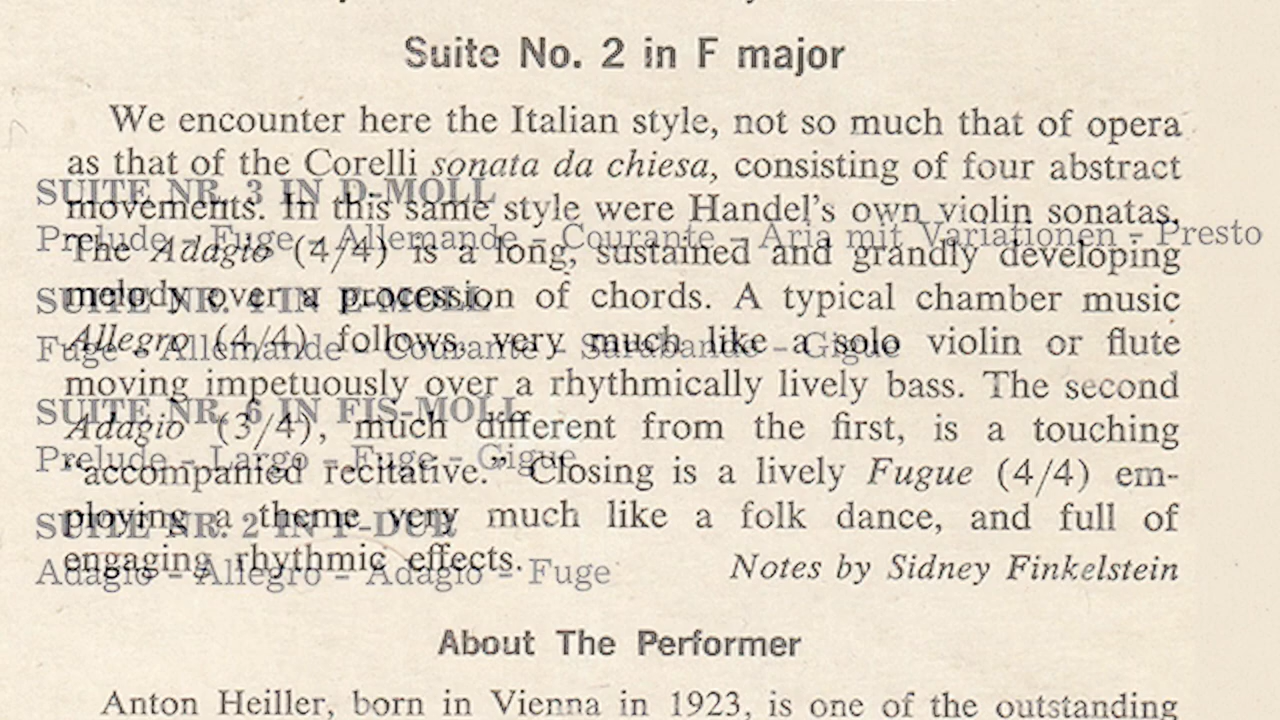 Suite No. 2 in F major
We encounter here the Italian style, not so much that of opera
as that of the Corelli sonata da chiesa, consisting of four abstract
SUITE NR. 3 IN D-MOLL
movements. In this same style were Handel's own violin sonatas.
Prelude – Fuge – Allemande – Courante – Aria mit Variationen – Presto
The Adagio (4/4) is a long, sustained and grandly developing
SUITE NR. 4 IN E-MOLL
melody over a procession of chords. A typical chamber music
Allegro (4/4) follows, very much like a solo violin or flute
Fuge – Allemande – Courante – Sarabande – Gigue
moving impetuously over a rhythmically lively bass. The second
SUITE NR. 6 IN FIS-MOLL
Adagio (3/4), much different from the first, is a touching
Prelude – Largo – Fuge – Gigue
"accompanied recitative." Closing is a lively Fugue (4/4) em-
ploying a theme very much like a folk dance, and full of
SUITE NR. 2 IN F-DUR
engaging rhythmic effects.
Adagio – Allegro – Adagio – Fuge
Notes by Sidney Finkelstein
About The Performer
Anton Heiller, born in Vienna in 1923, is one of the outstanding